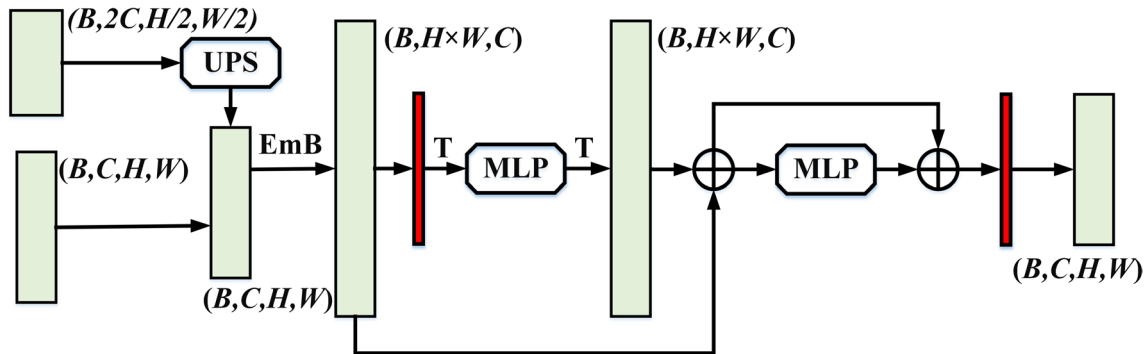 (B,2C,H/2,W/2)
UPS
(B,C,H,W)
EmB
(B,C,H,W)
(B,H×W,C)
T
MLP
T
(B,H×W,C)
MLP
(B,C,H,W)